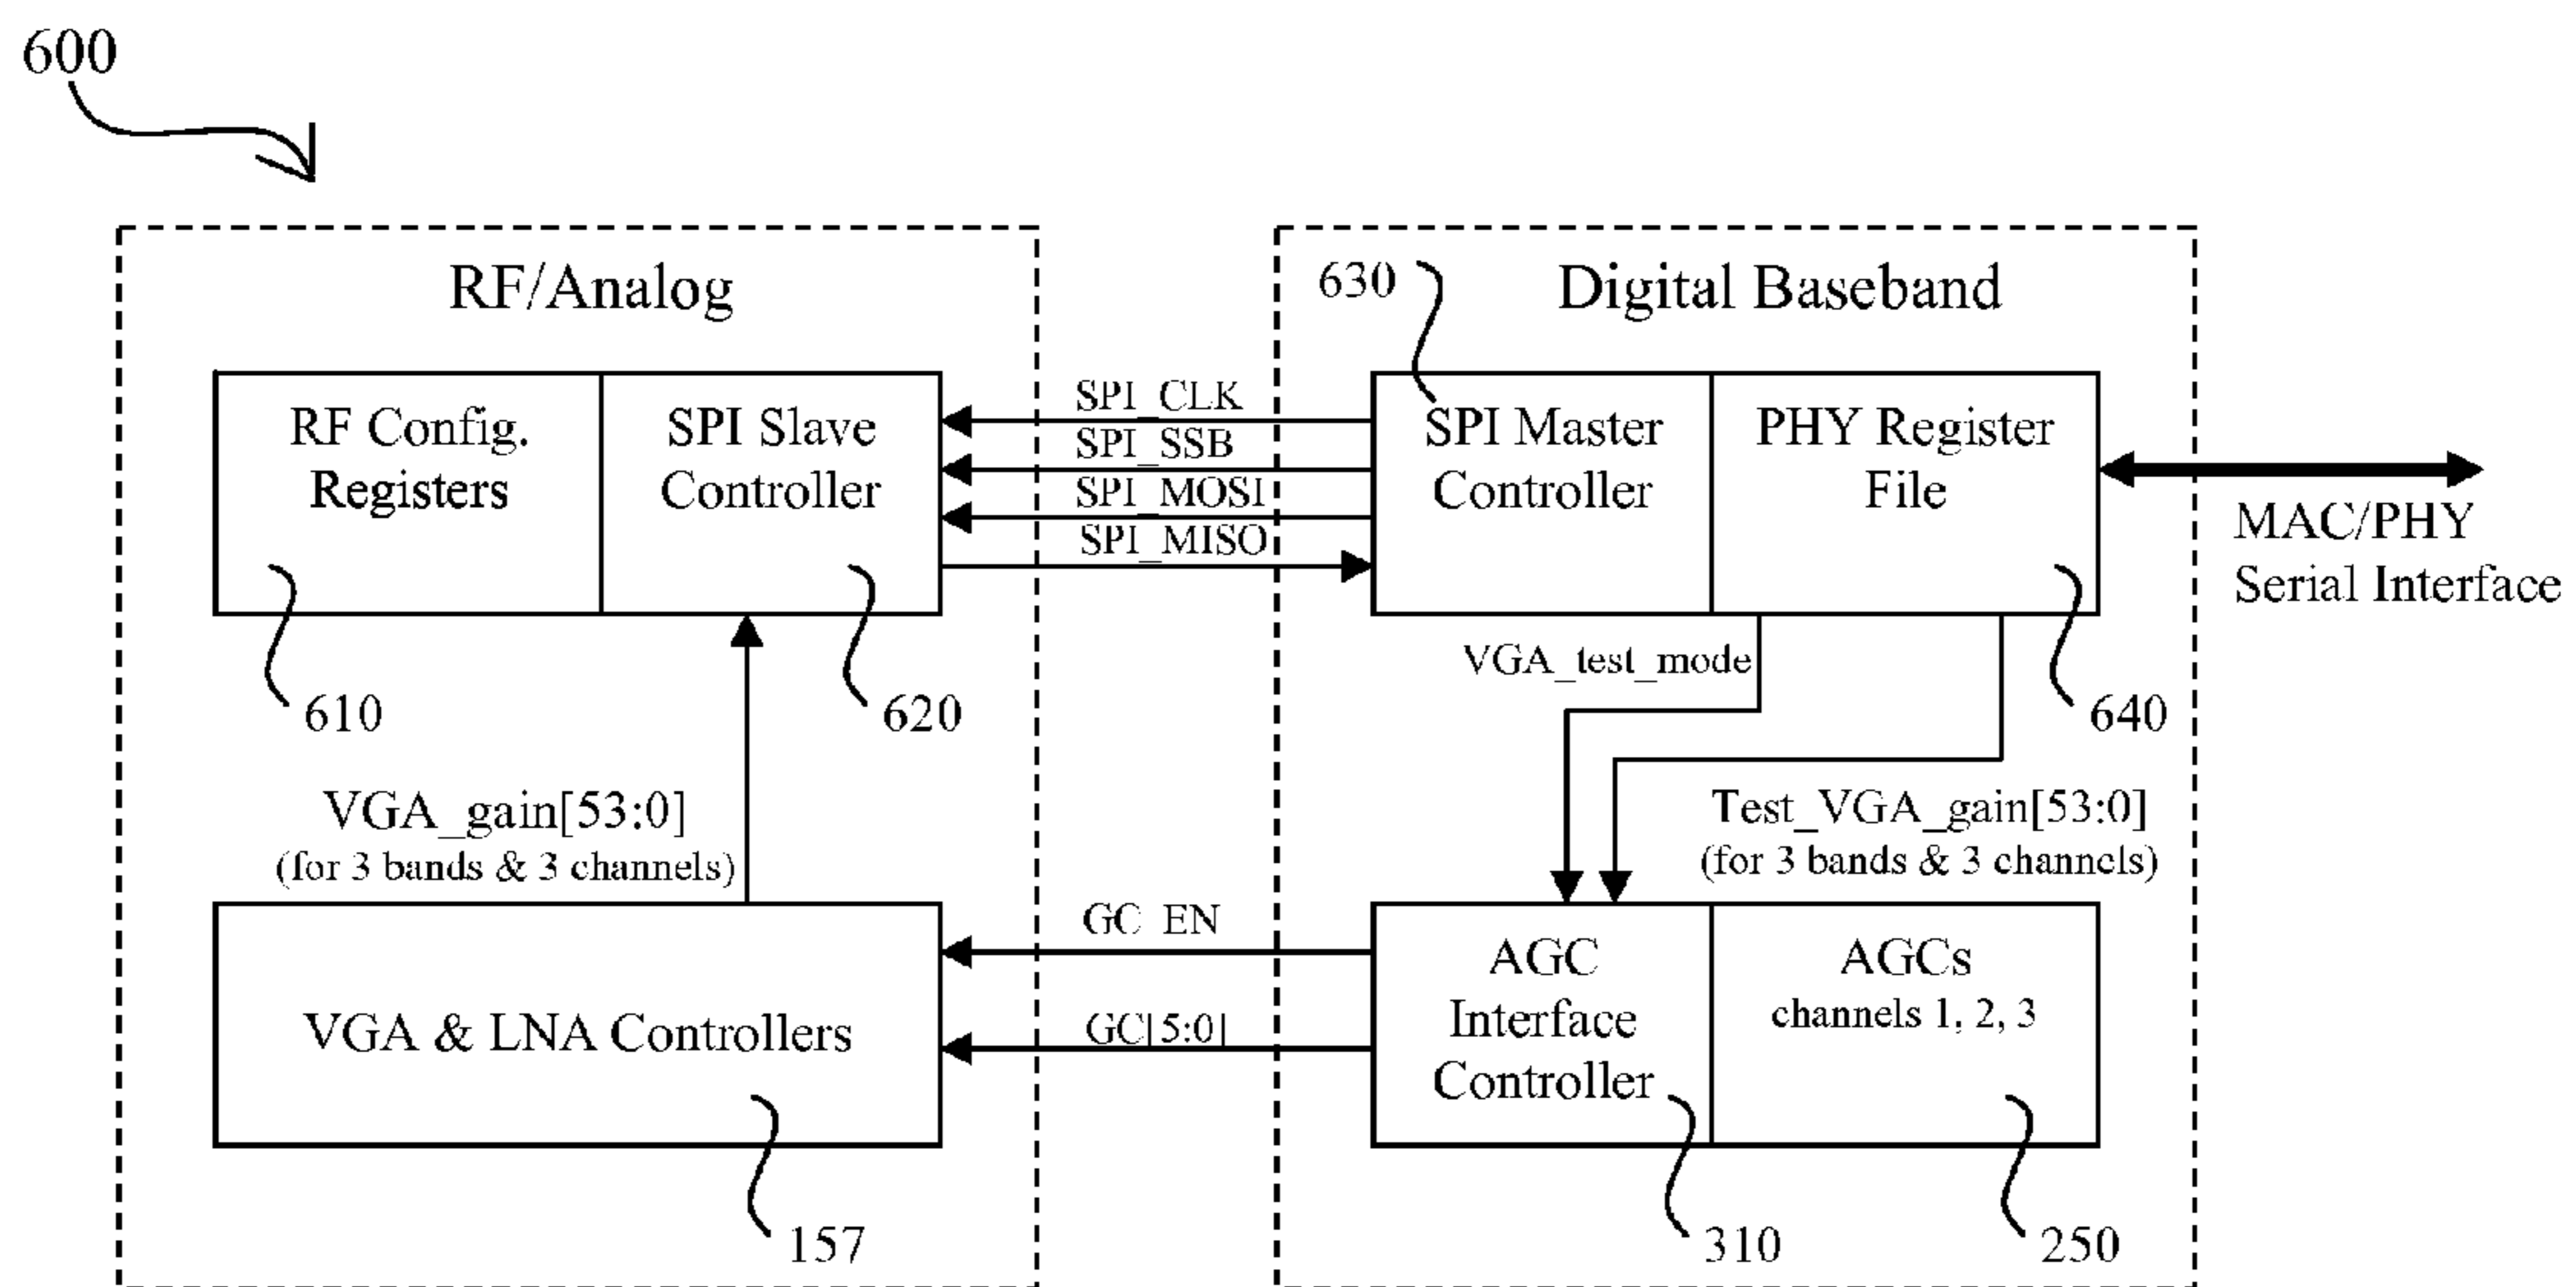 600
RF/Analog
630
Digital Baseband
RF Config.
Registers
SPI Slave
Controller
SPI_CLK
SPI_SSB
SPI_MOSI
SPI_MISO
SPI Master
Controller
PHY Register
File
MAC/PHY
Serial Interface
610
620
VGA_test_mode
640
VGA_gain[53:0]
(for 3 bands & 3 channels)
Test_VGA_gain[53:0]
(for 3 bands & 3 channels)
VGA & LNA Controllers
GC_EN
GC[5:0]
AGC
Interface
Controller
AGCs
channels 1, 2, 3
157
310
250